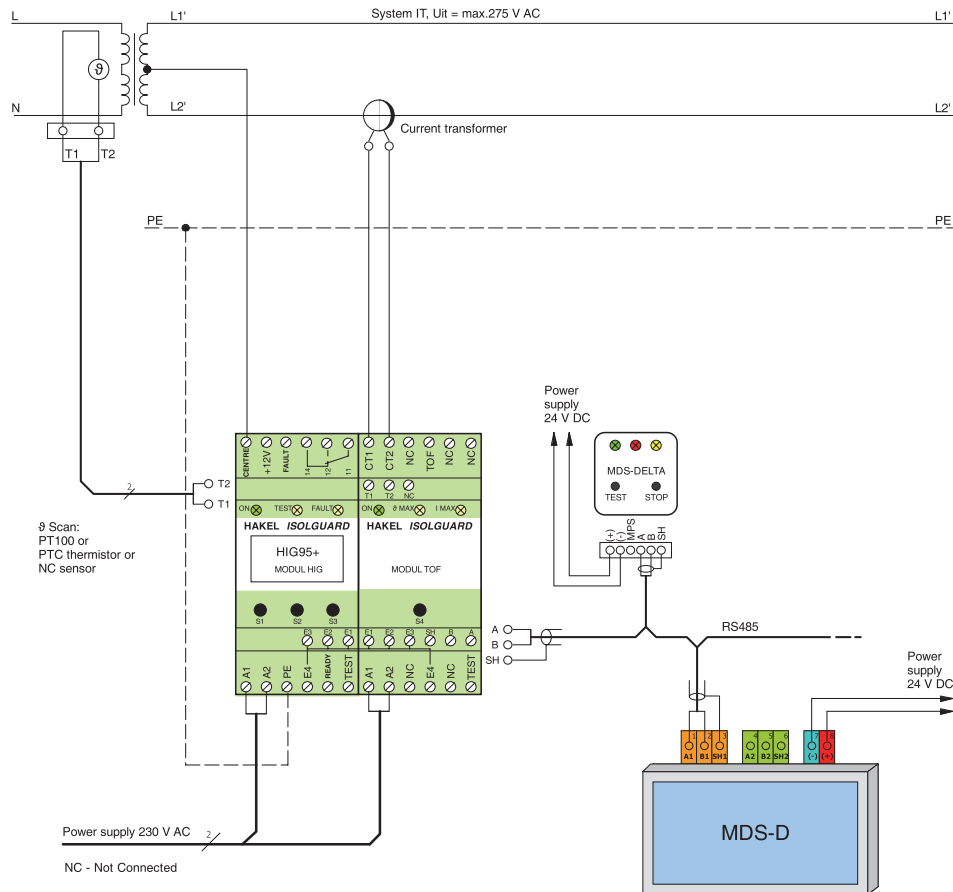 L L1' System IT, Uit = max.275 V AC L1'
ϑ
N L2' L2'
Current transformer
T1 T2
PE PE
Power
supply
24 V DC
CENTRE +12V FAULT 14 12 11 CT1 CT2 NC TOF NC NC
MDS-DELTA
TEST STOP
2
T2
T1
T1 T2 NC
ON TEST FAULT ON ϑ MAX I MAX
HAKEL ISOLGUARD HAKEL ISOLGUARD
ϑ Scan:
PT100 or
PTC thermistor or
NC sensor
(+) (-) MPS A B SH
HIG95+
MODUL HIG
MODUL TOF
S1 S2 S3 S4
E3 E2 E1 E1 E2 E3 SH B A
A
B
SH
RS485
A1 A2 PE E4 READY TEST A1 A2 NC E4 NC TEST
Power
supply
24 V DC
1 2 3 4 5 6 7 8
A1 B1 SH1 A2 B2 SH2 (-) (+)
MDS-D
Power supply 230 V AC 2
NC - Not Connected